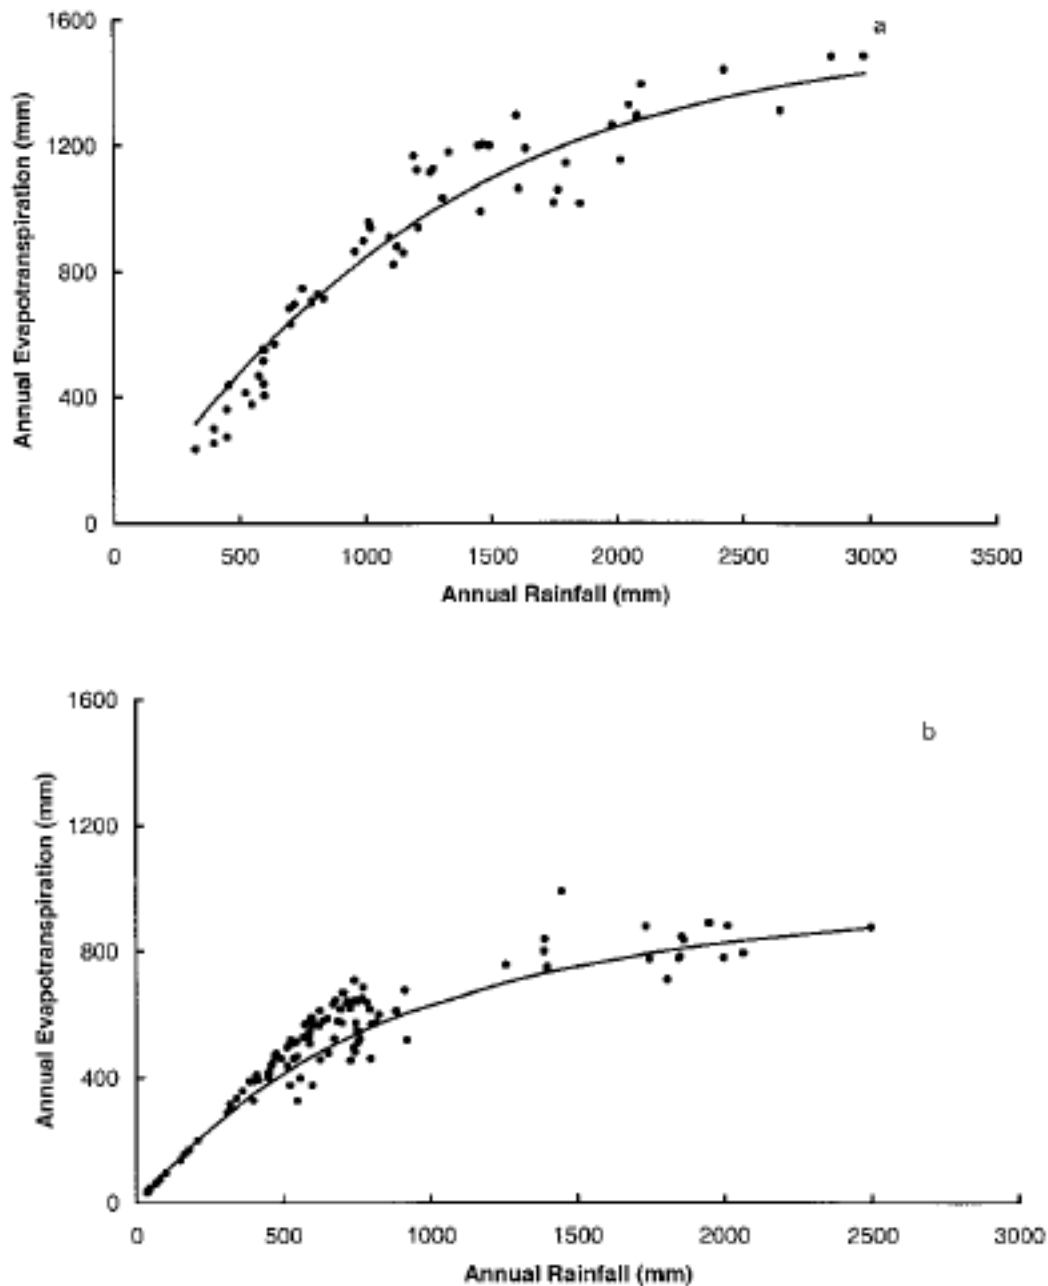 a
1600
1200
800
400
0
Annual Evapotranspiration (mm)
0 500 1000 1500 2000 2500 3000 3500
Annual Rainfall (mm)
b
1600
1200
800
400
0
Annual Evapotranspiration (mm)
0 500 1000 1500 2000 2500 3000
Annual Rainfall (mm)